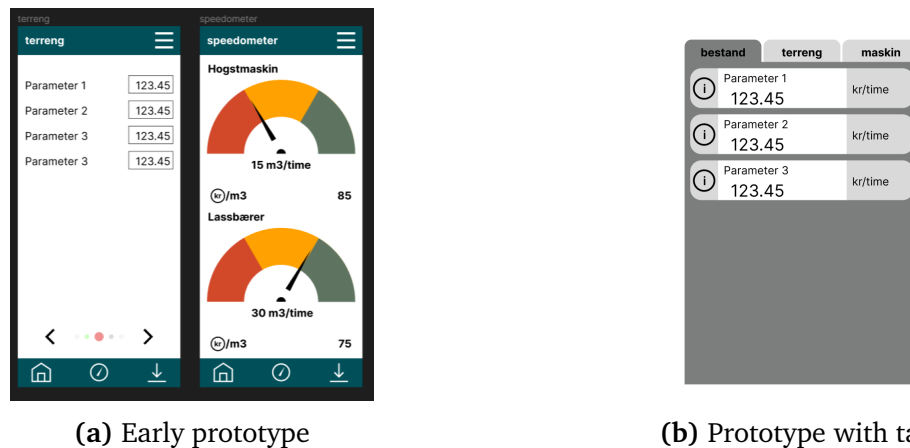 terreng
terreng
Parameter 1 123.45
Parameter 2 123.45
Parameter 3 123.45
Parameter 3 123.45
speedometer
speedometer
Hogstmaskin
15 m3/time
kr/m3 85
Lassbærer
30 m3/time
kr/m3 75
(a) Early prototype
bestand terreng maskin
i Parameter 1
123.45 kr/time
i Parameter 2
123.45 kr/time
i Parameter 3
123.45 kr/time
(b) Prototype with